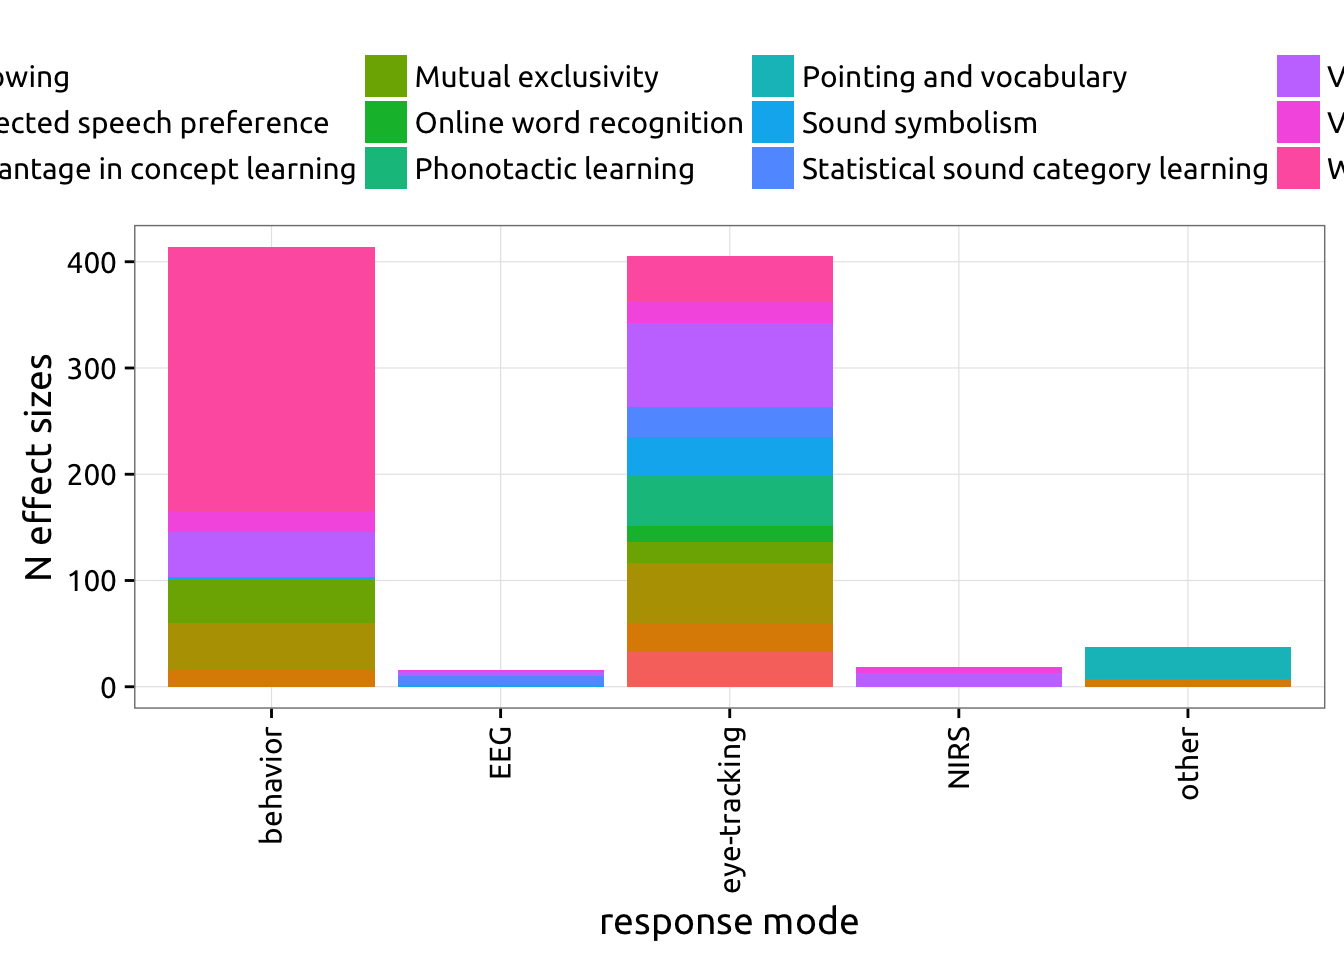 owing Mutual exclusivity Pointing and vocabulary V
ected speech preference Online word recognition Sound symbolism V
antage in concept learning Phonotactic learning Statistical sound category learning W
400
300
200
100
0
N effect sizes
behavior EEG eye-tracking NIRS other
response mode